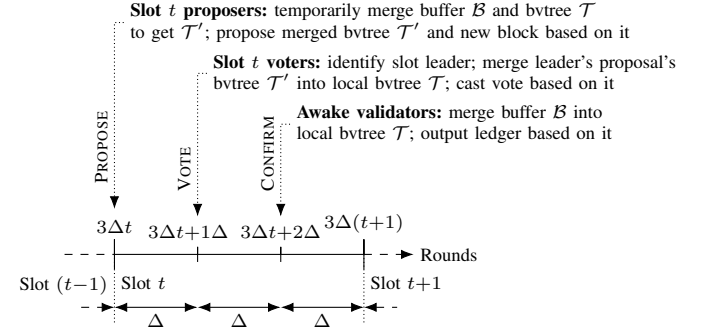 Slot t proposers: temporarily merge buffer ℬ and bvtree 𝒯
to get 𝒯′; propose merged bvtree 𝒯′ and new block based on it
Slot t voters: identify slot leader; merge leader's proposal's
bvtree 𝒯′ into local bvtree 𝒯; cast vote based on it
Awake validators: merge buffer ℬ into
local bvtree 𝒯; output ledger based on it
PROPOSE
VOTE
CONFIRM
3Δt
3Δt+1Δ
3Δt+2Δ
3Δ(t+1)
Rounds
Slot (t−1)
Slot t
Slot t+1
Δ
Δ
Δ